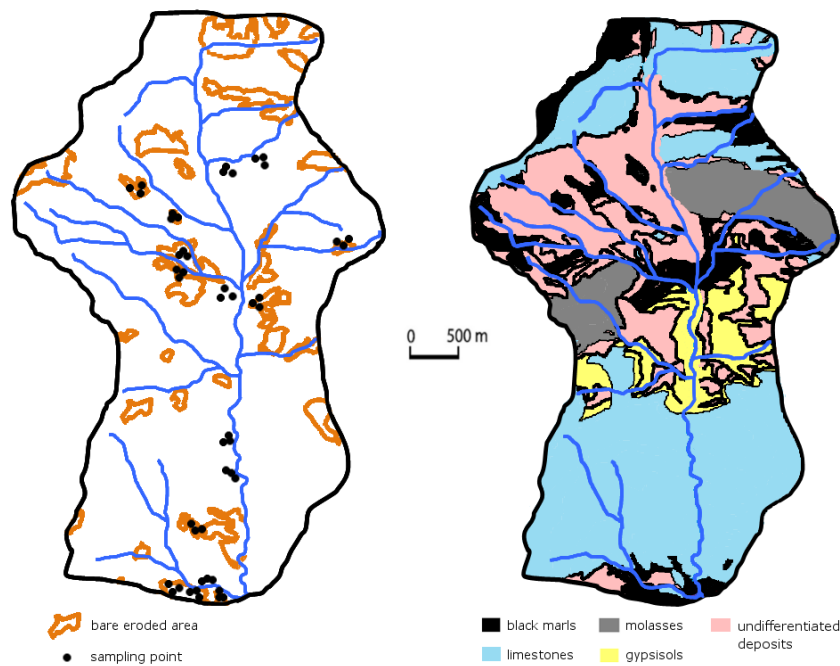 0 500 m
bare eroded area
sampling point
black marls
molasses
undifferentiated
deposits
limestones
gypsisols